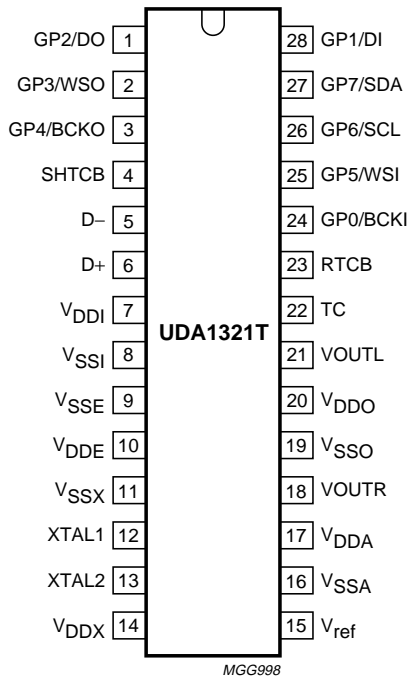 GP2/DO 1 28 GP1/DI
GP3/WSO 2 27 GP7/SDA
GP4/BCKO 3 26 GP6/SCL
SHTCB 4 25 GP5/WSI
D− 5 24 GP0/BCKI
D+ 6 23 RTCB
VDDI 7 22 TC
UDA1321T
VSSI 8 21 VOUTL
VSSE 9 20 VDDO
VDDE 10 19 VSSO
VSSX 11 18 VOUTR
XTAL1 12 17 VDDA
XTAL2 13 16 VSSA
VDDX 14 15 Vref
MGG998